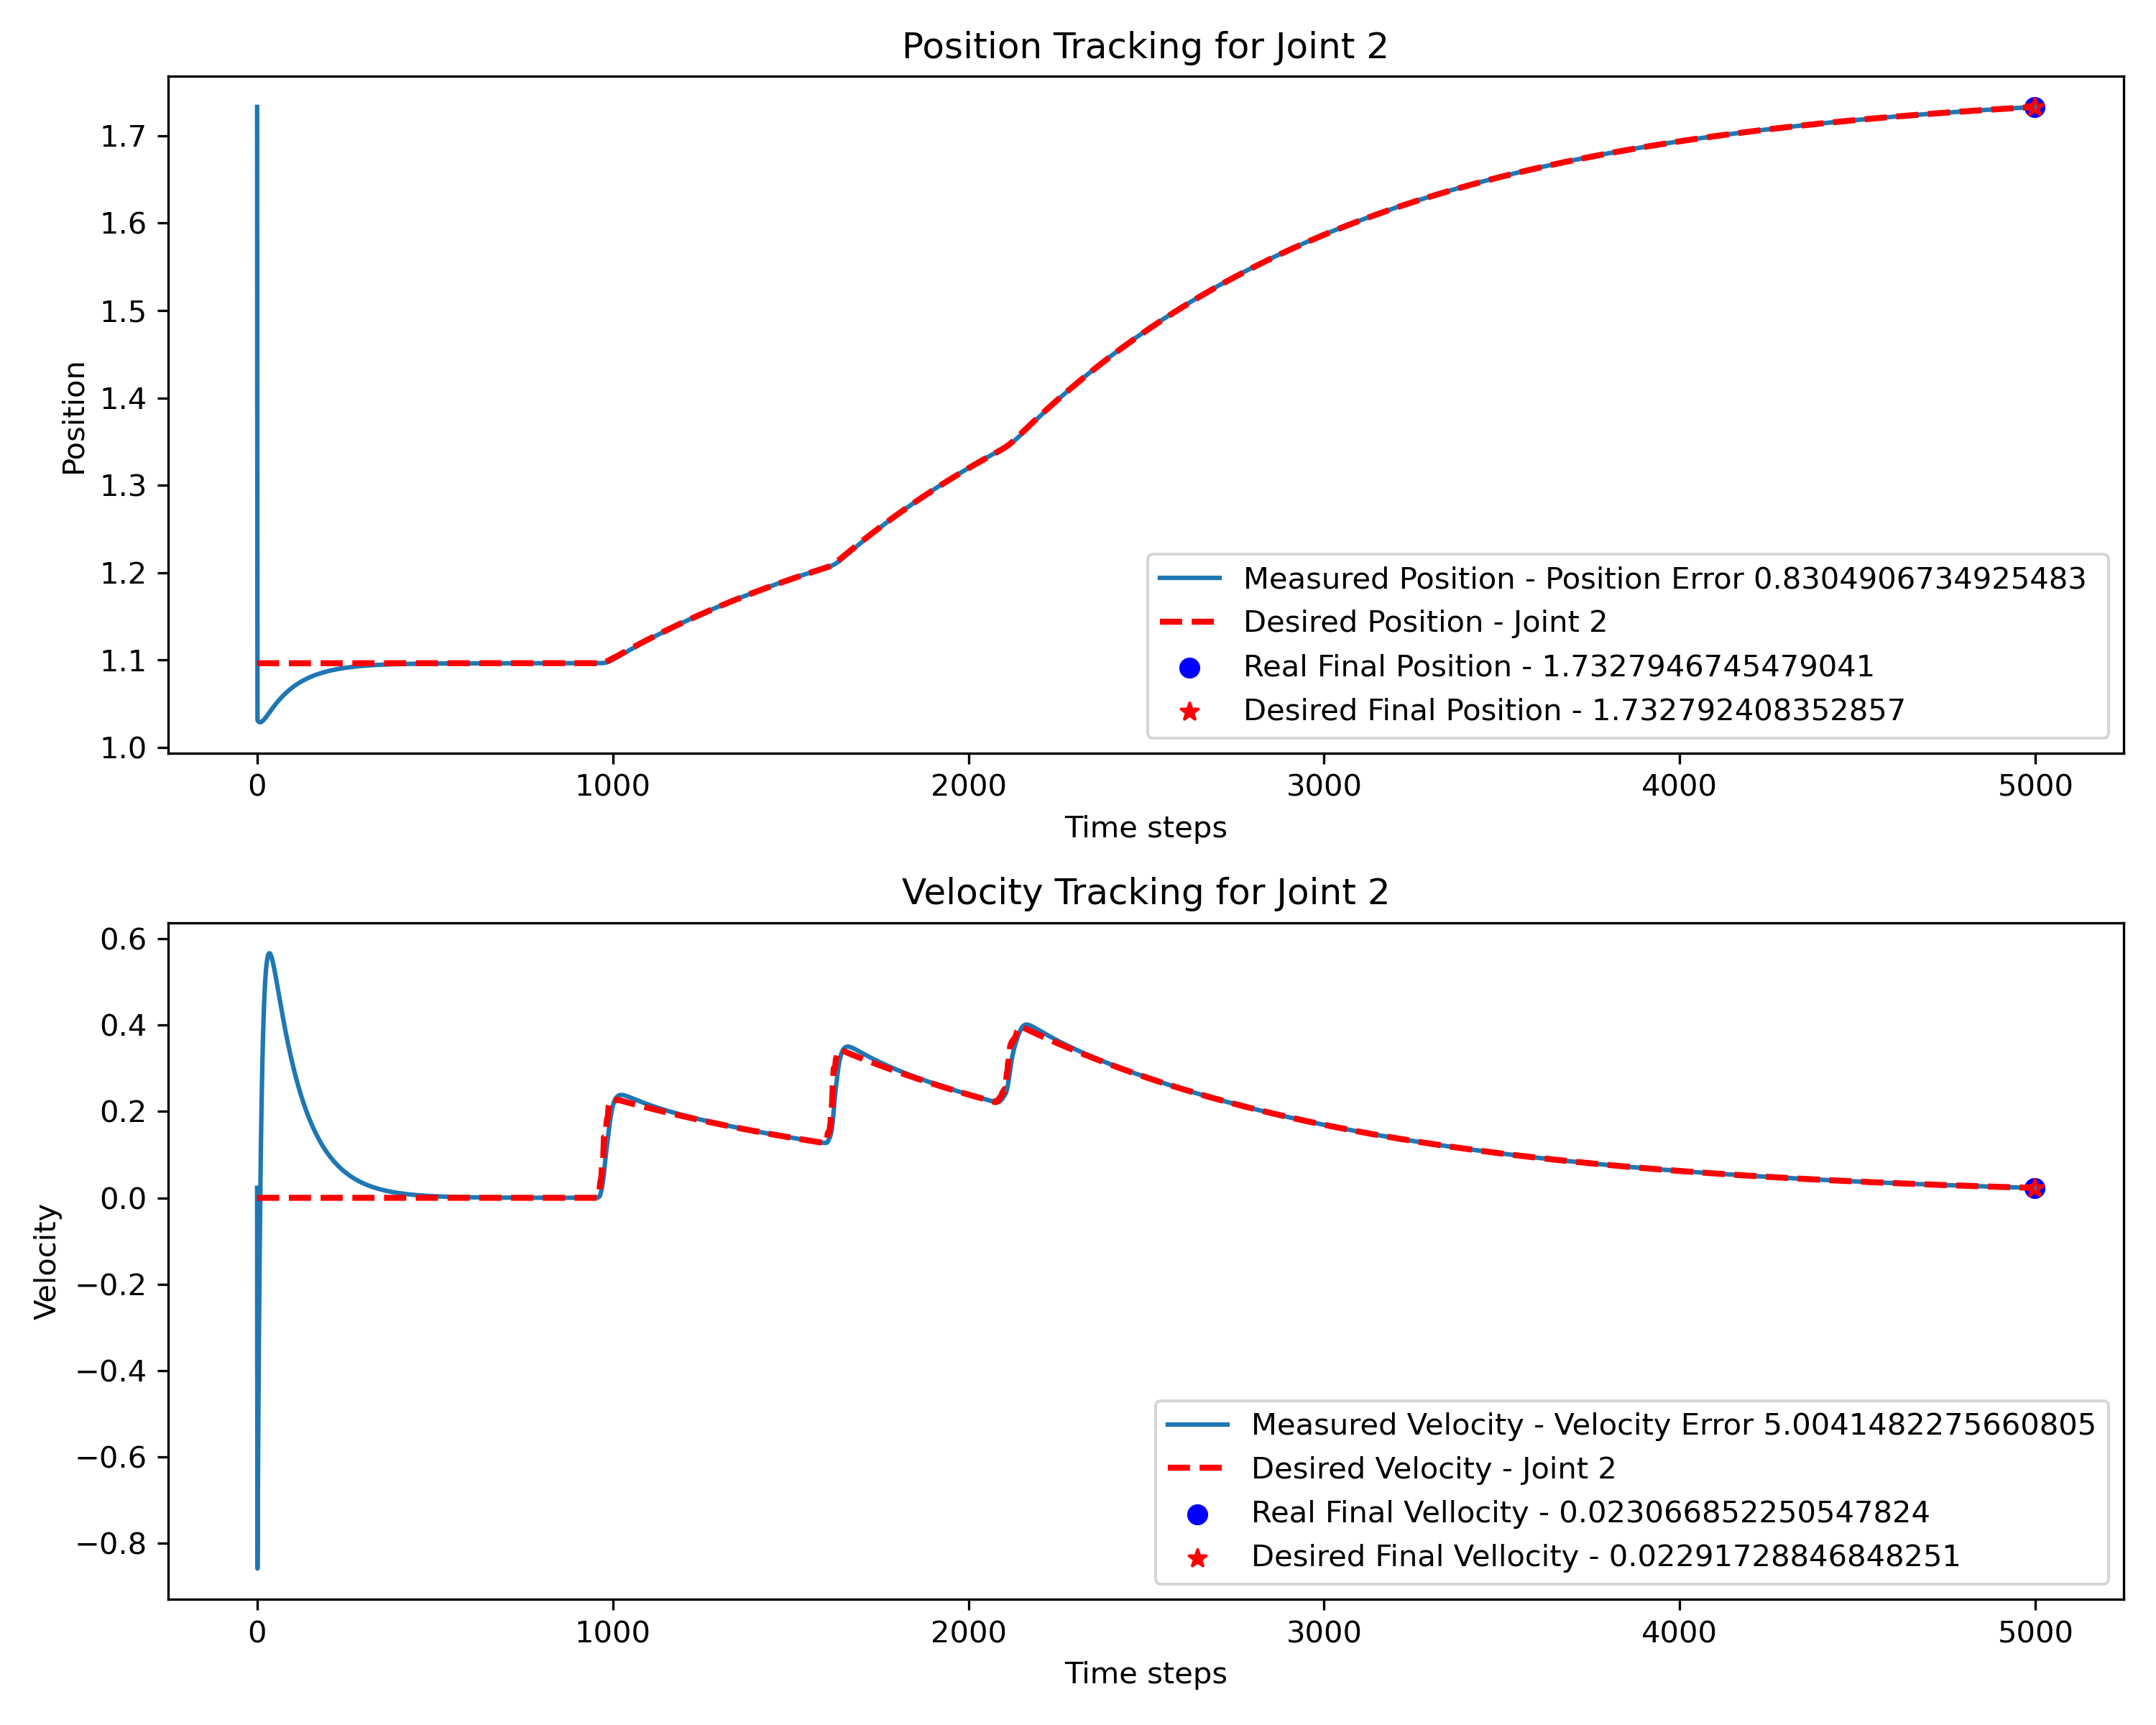 Position Tracking for Joint 2
Position
1.7
1.6
1.5
1.4
1.3
1.2
1.1
1.0
Measured Position - Position Error 0.8304906734925483
Desired Position - Joint 2
Real Final Position - 1.7327946745479041
Desired Final Position - 1.732792408352857
0 1000 2000 3000 4000 5000
Time steps
Velocity Tracking for Joint 2
Velocity
0.6
0.4
0.2
0.0
−0.2
−0.4
−0.6
−0.8
Measured Velocity - Velocity Error 5.0041482275660805
Desired Velocity - Joint 2
Real Final Vellocity - 0.023066852250547824
Desired Final Vellocity - 0.02291728846848251
0 1000 2000 3000 4000 5000
Time steps